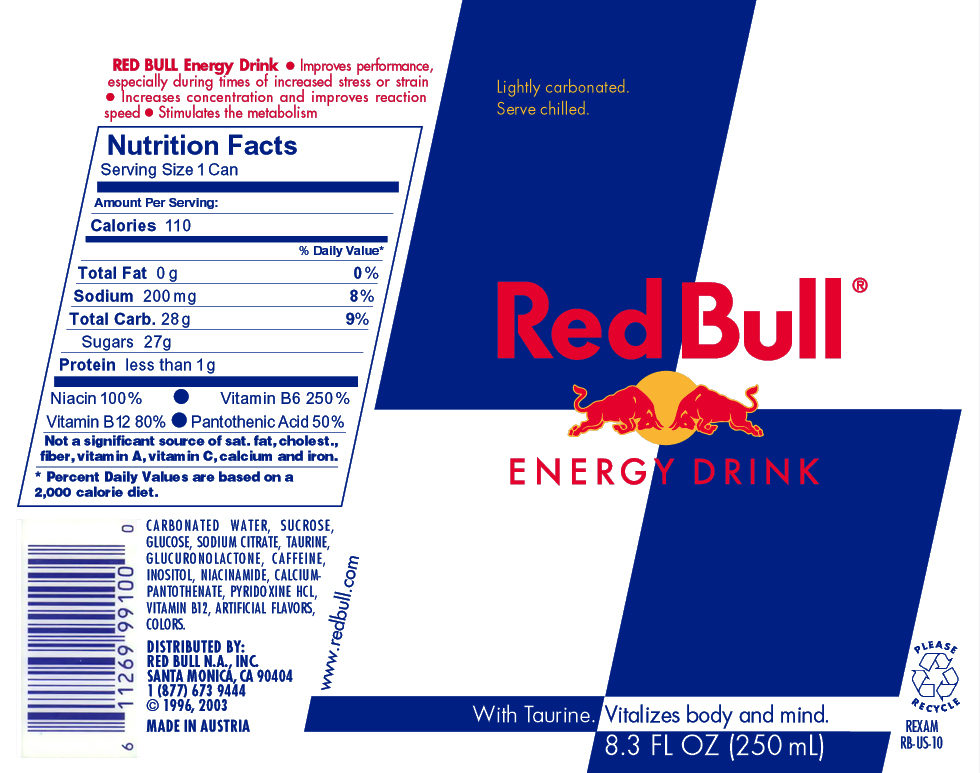 RED BULL Energy Drink ● Improves performance,
especially during times of increased stress or strain
● Increases concentration and improves reaction
speed ● Stimulates the metabolism
Nutrition Facts
Serving Size 1 Can
Amount Per Serving:
Calories 110
% Daily Value*
Total Fat 0 g 0%
Sodium 200 mg 8%
Total Carb. 28 g 9%
Sugars 27g
Protein less than 1 g
Niacin 100% ● Vitamin B6 250%
Vitamin B12 80% ● Pantothenic Acid 50%
Not a significant source of sat. fat, cholest.,
fiber, vitamin A, vitamin C, calcium and iron.
* Percent Daily Values are based on a
2,000 calorie diet.
6 11269 99100 0
CARBONATED WATER, SUCROSE,
GLUCOSE, SODIUM CITRATE, TAURINE,
GLUCURONOLACTONE, CAFFEINE,
INOSITOL, NIACINAMIDE, CALCIUM-
PANTOTHENATE, PYRIDOXINE HCL,
VITAMIN B12, ARTIFICIAL FLAVORS,
COLORS.
DISTRIBUTED BY:
RED BULL N.A., INC.
SANTA MONICA, CA 90404
1 (877) 673 9444
© 1996, 2003
MADE IN AUSTRIA
www.redbull.com
Lightly carbonated.
Serve chilled.
Red Bull ®
ENERGY DRINK
With Taurine. Vitalizes body and mind.
8.3 FL OZ (250 mL)
PLEASE
RECYCLE
REXAM
RB-US-10